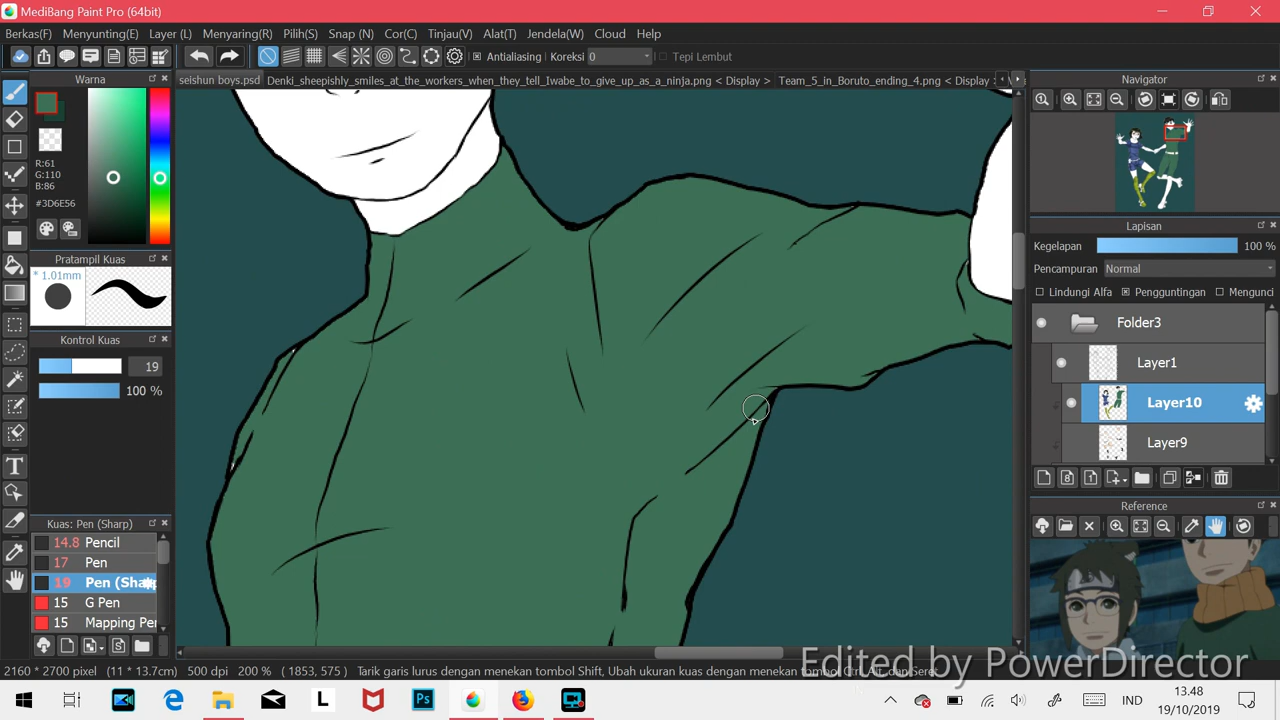 MediBang Paint Pro (64bit)
Berkas(F) Menyunting(E) Layer (L) Menyaring(R) Pilih(S) Snap (N) Cor(C) Tinjau(V) Alat(T) Jendela(W) Cloud Help
Antialiasing Koreksi 0 Tepi Lembut
Warna
seishun boys.psd Denki_sheepishly_smiles_at_the_workers_when_they_tell_Iwabe_to_give_up_as_a_ninja.png < Display > Team_5_in_Boruto_ending_4.png < Display >
Navigator
R:61
G:110
B:86
#3D6E56
Pratampil Kuas
* 1.01mm
Kontrol Kuas
19
100 %
Kuas: Pen (Sharp)
14.8 Pencil
17 Pen
19 Pen (Sharp
15 G Pen
15 Mapping Pen
Lapisan
Kegelapan 100 %
Pencampuran Normal
Lindungi Alfa Pengguntingan Mengunci
Folder3
Layer1
Layer10
Layer9
Reference
2160 * 2700 pixel (11 * 13.7cm) 500 dpi 200 % ( 1853, 575 ) Tarik garis lurus dengan menekan tombol Shift, Ubah ukuran kuas dengan menekan tombol Ctrl, Alt, dan Seret
Edited by PowerDirector
L Ps IND 13.48
19/10/2019